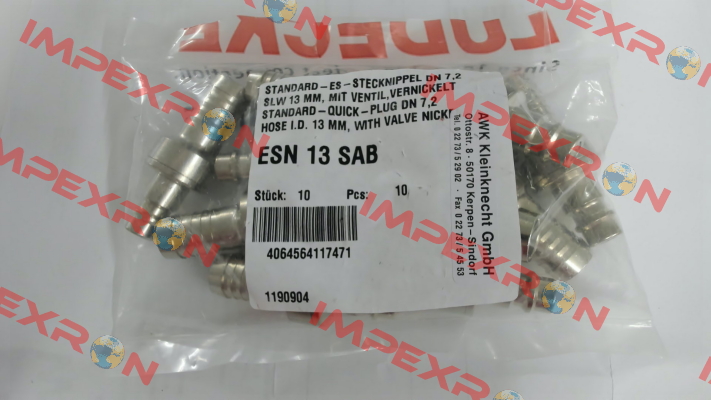 LÜDECKE
STANDARD-ES-STECKNIPPEL DN 7,2
SLW 13 MM, MIT VENTIL,VERNICKELT
STANDARD-QUICK-PLUG DN 7,2
HOSE I.D. 13 MM, WITH VALVE NICK
ESN 13 SAB
Stück: 10 Pcs: 10
4064564117471
1190904
AWK Kleinknecht GmbH
Ottostr. 8 · 50170 Kerpen-Sindorf
Tel. 0 22 73/5 29 02 · Fax 0 22 73/5 45 53
IMPEXRON
IMPEXRON
IMPEXRON
IMPEXRON
IMPEXRON
IMPEXRON